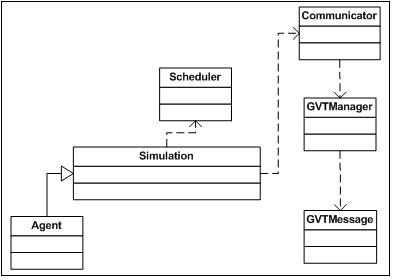 Communicator
Scheduler
GVTManager
Simulation
Agent
GVTMessage